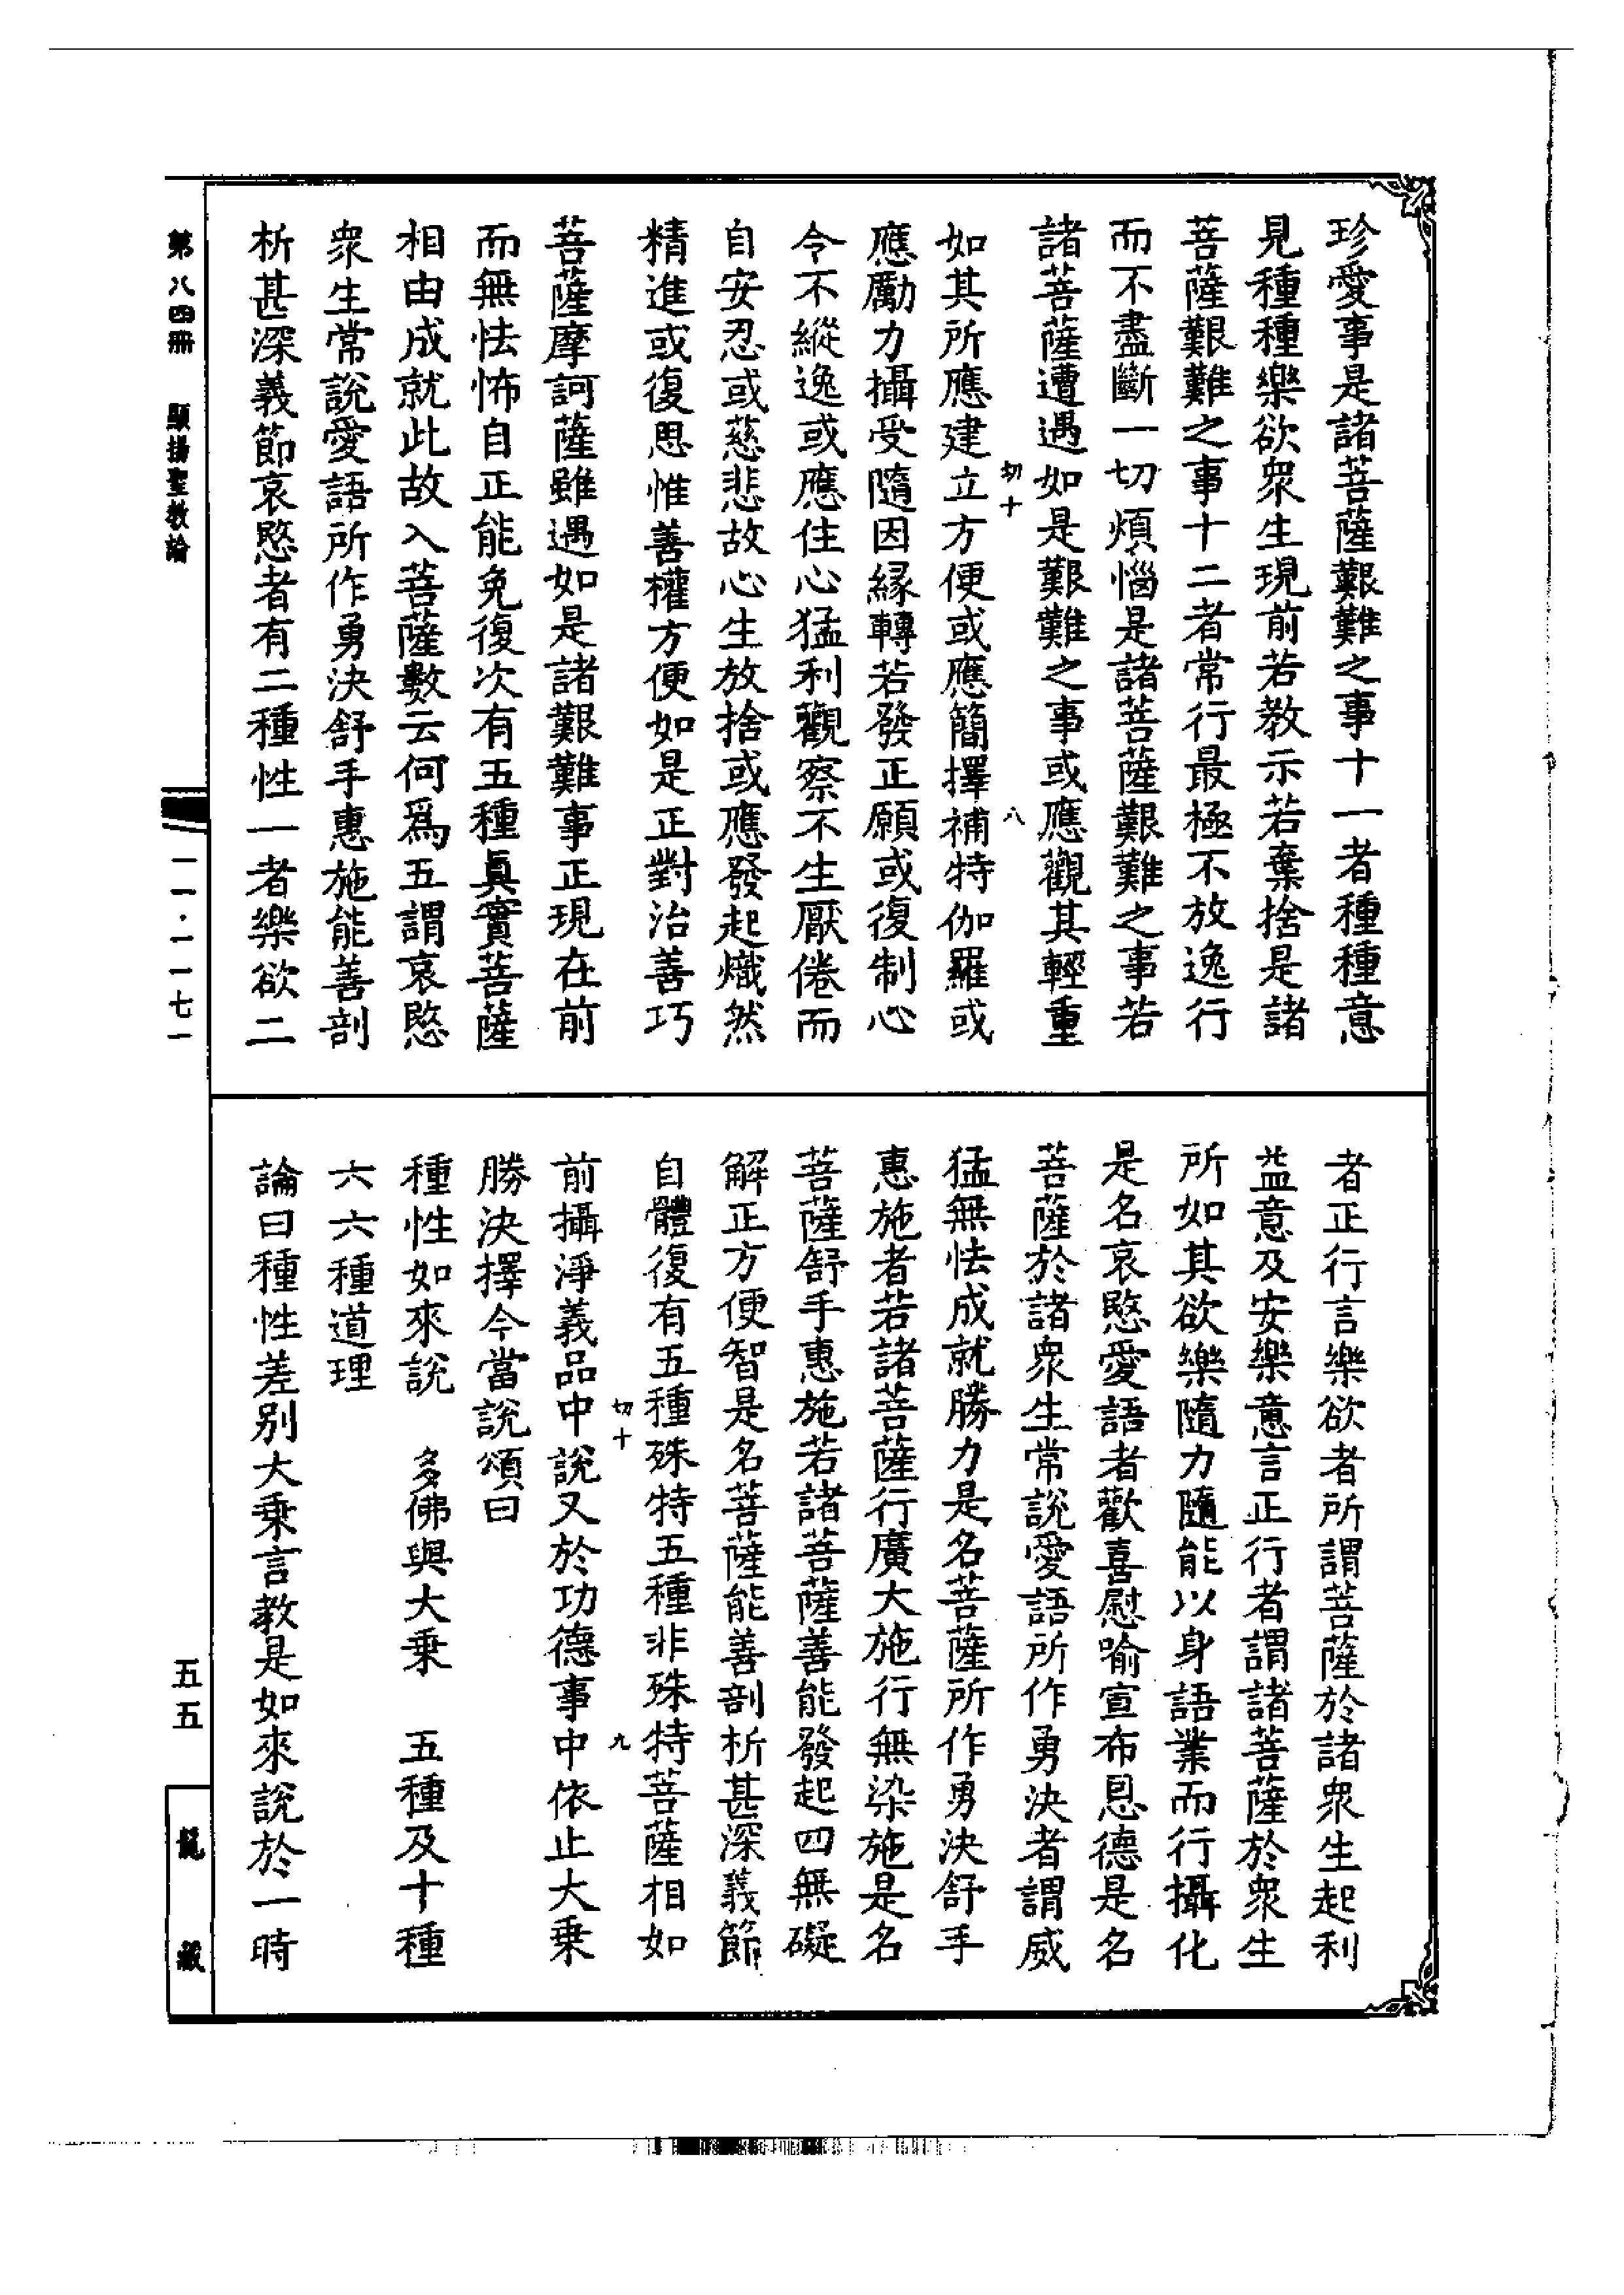 珍愛事是諸菩薩艱難之事十一者種種意
見種種樂欲衆生現前若教示若棄捨是諸
菩薩艱難之事十二者常行最極不放逸行
而不盡斷一切煩惱是諸菩薩艱難之事若
諸菩薩遭遇如是艱難之事或應觀其輕重
切十 八
如其所應建立方便或應簡擇補特伽羅或
應勵力攝受隨因緣轉若發正願或復制心
令不縱逸或應住心猛利觀察不生厭倦而
自安忍或慈悲故心生放捨或應發起熾然
精進或復思惟善權方便如是正對治善巧
菩薩摩訶薩雖遇如是諸艱難事正現在前
而無怯怖自正能免復次有五種眞實菩薩
相由成就此故入菩薩數云何爲五謂哀愍
衆生常說愛語所作勇決舒手惠施能善剖
析甚深義節哀愍者有二種性一者樂欲二
者正行言樂欲者所謂菩薩於諸衆生起利
益意及安樂意言正行者謂諸菩薩於衆生
所如其欲樂隨力隨能以身語業而行攝化
是名哀愍愛語者歡喜慰喻宣布恩德是名
菩薩於諸衆生常說愛語所作勇決者謂威
猛無怯成就勝力是名菩薩所作勇決舒手
惠施者若諸菩薩行廣大施行無染施是名
菩薩舒手惠施若諸菩薩善能發起四無礙
解正方便智是名菩薩能善剖析甚深義節
自體復有五種殊特五種非殊特菩薩相如
切十 九
前攝淨義品中說又於功德事中依止大乘
勝決擇今當說頌曰
種性如來說 多佛與大乘 五種及十種
六六種道理
論曰種性差別大乘言教是如來說於一時
第八四冊 顯揚聖教論
一一·一一七一
五五
龍藏